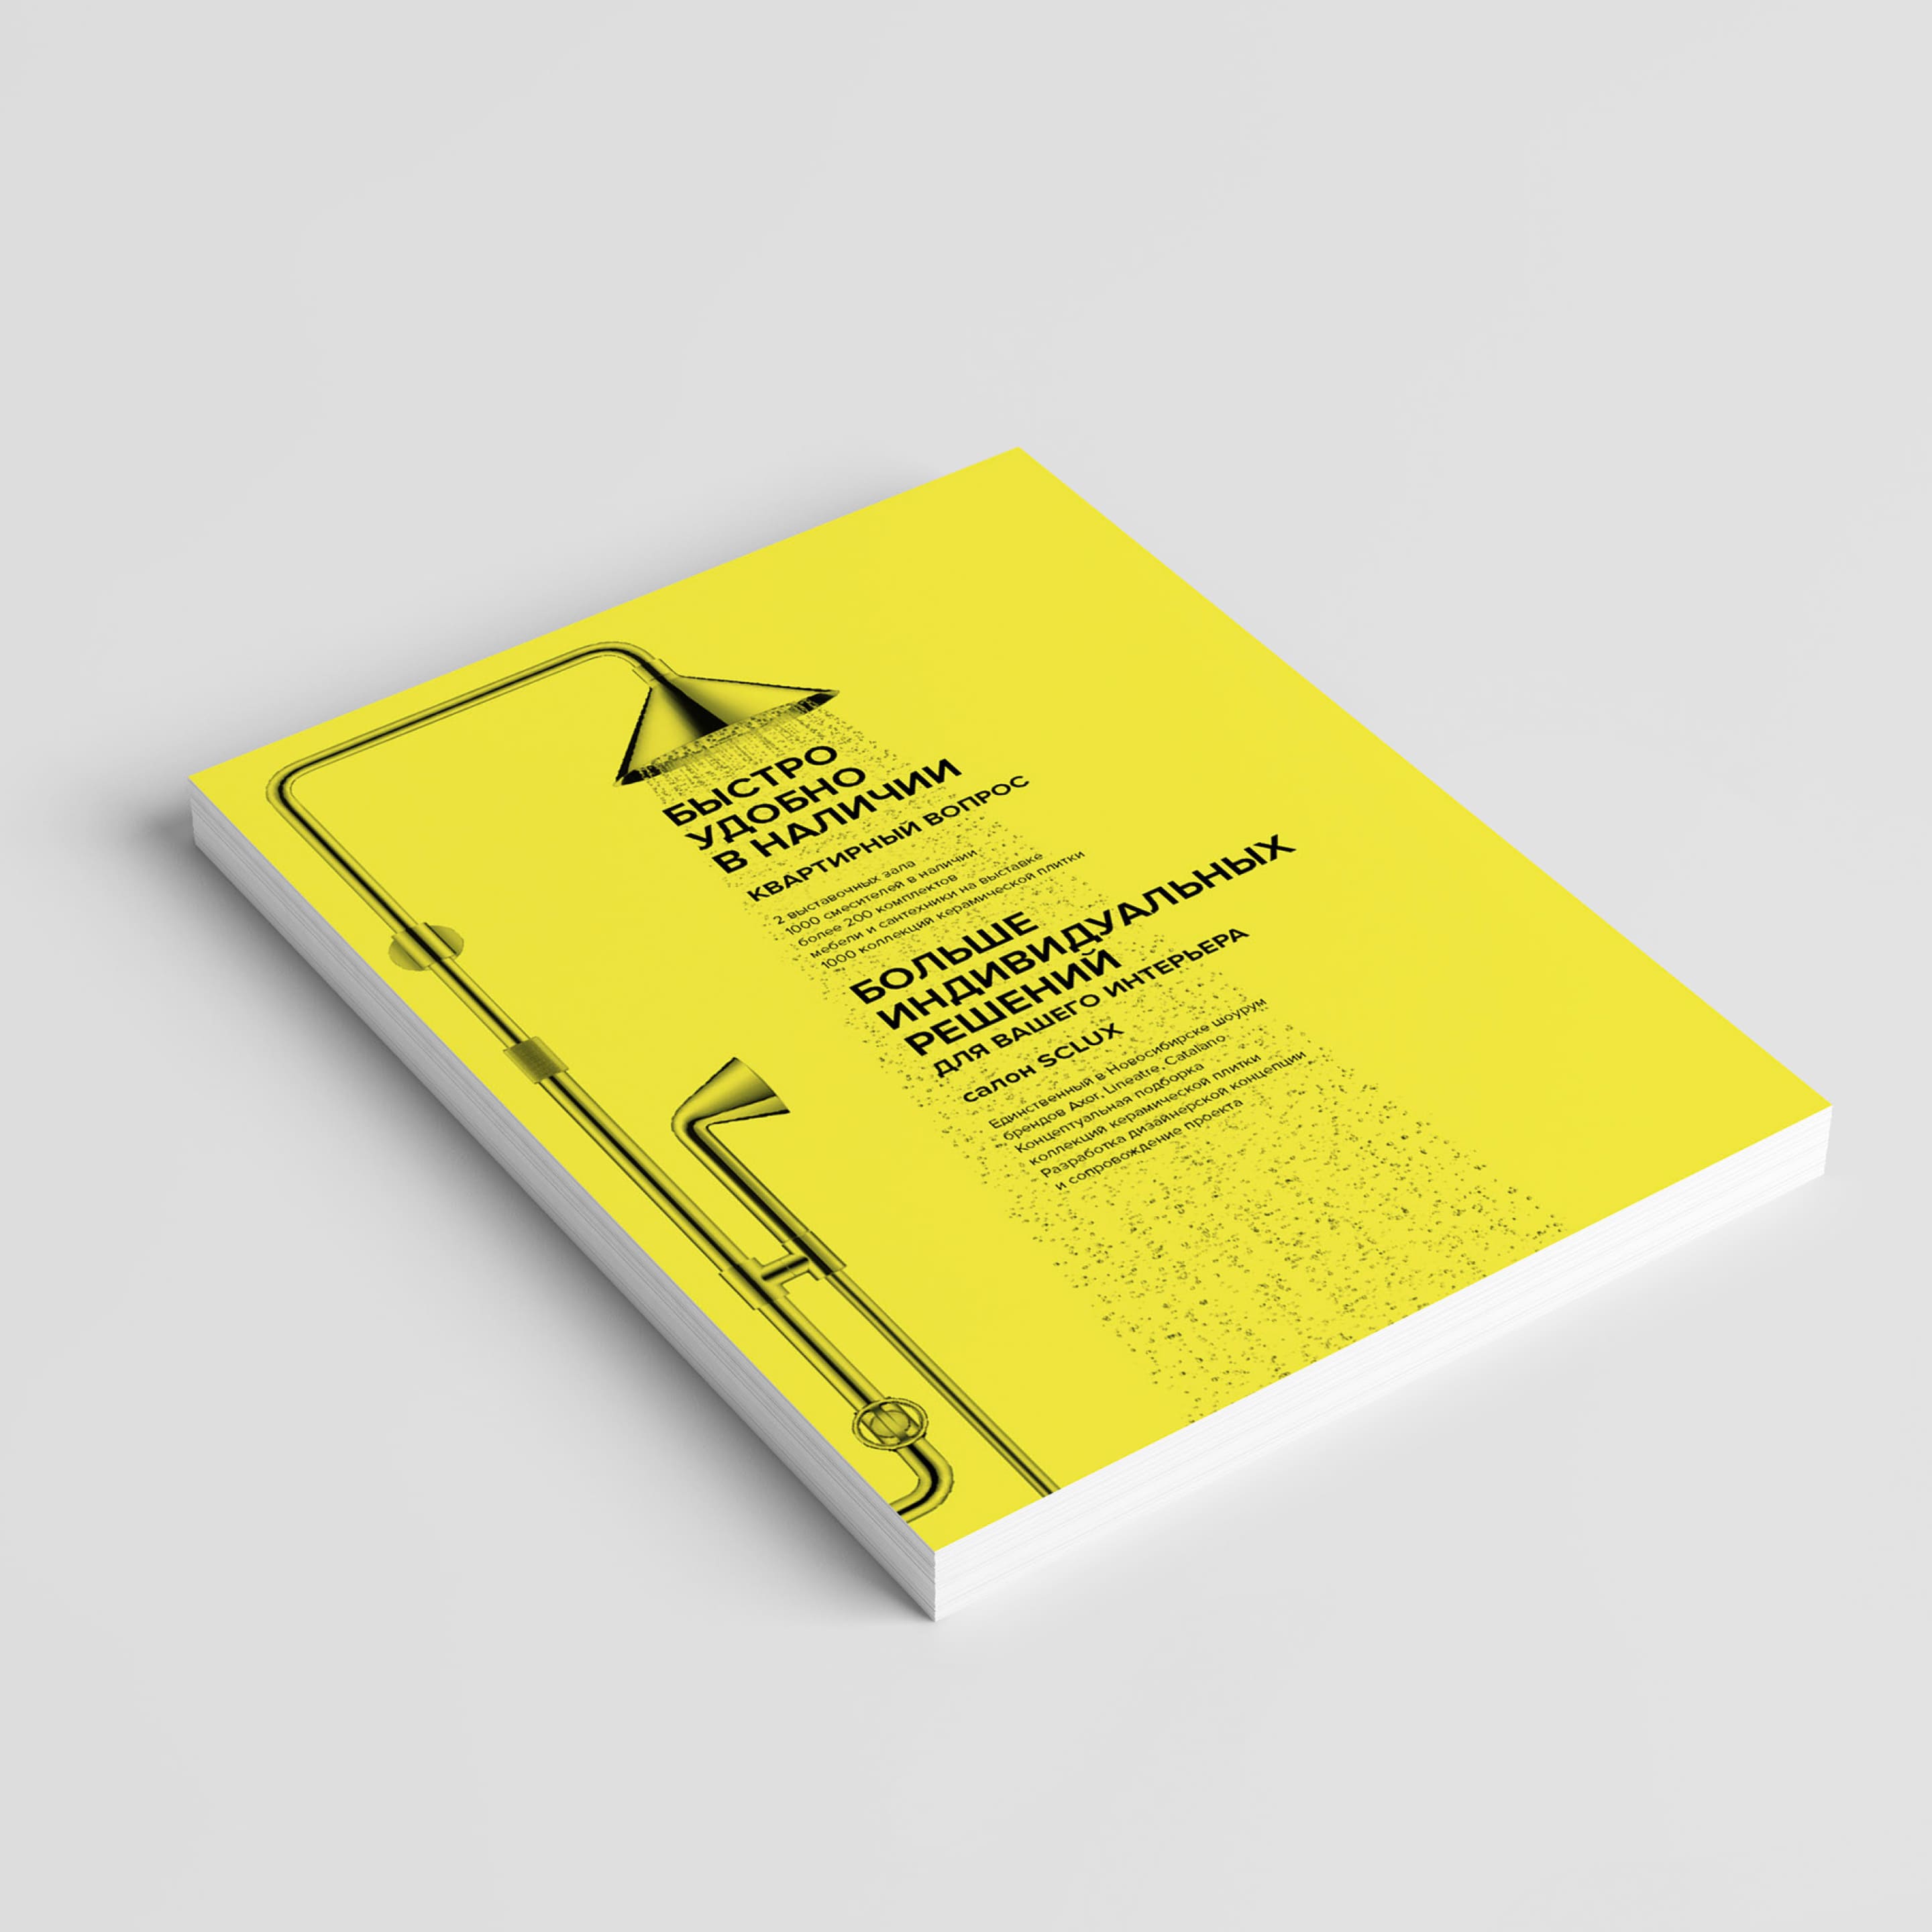 БЫСТРО
УДОБНО
В НАЛИЧИИ
КВАРТИРНЫЙ ВОПРОС
2 выставочных зала
1000 смесителей в наличии
более 200 комплектов
мебели и сантехники на выставке
1000 коллекций керамической плитки
БОЛЬШЕ
ИНДИВИДУАЛЬНЫХ
РЕШЕНИЙ
ДЛЯ ВАШЕГО ИНТЕРЬЕРА
салон SCLUX
Единственный в Новосибирске шоурум
брендов Axor, Lineatre, Catalano
Концептуальная подборка
коллекций керамической плитки
Разработка дизайнерской концепции
и сопровождение проекта